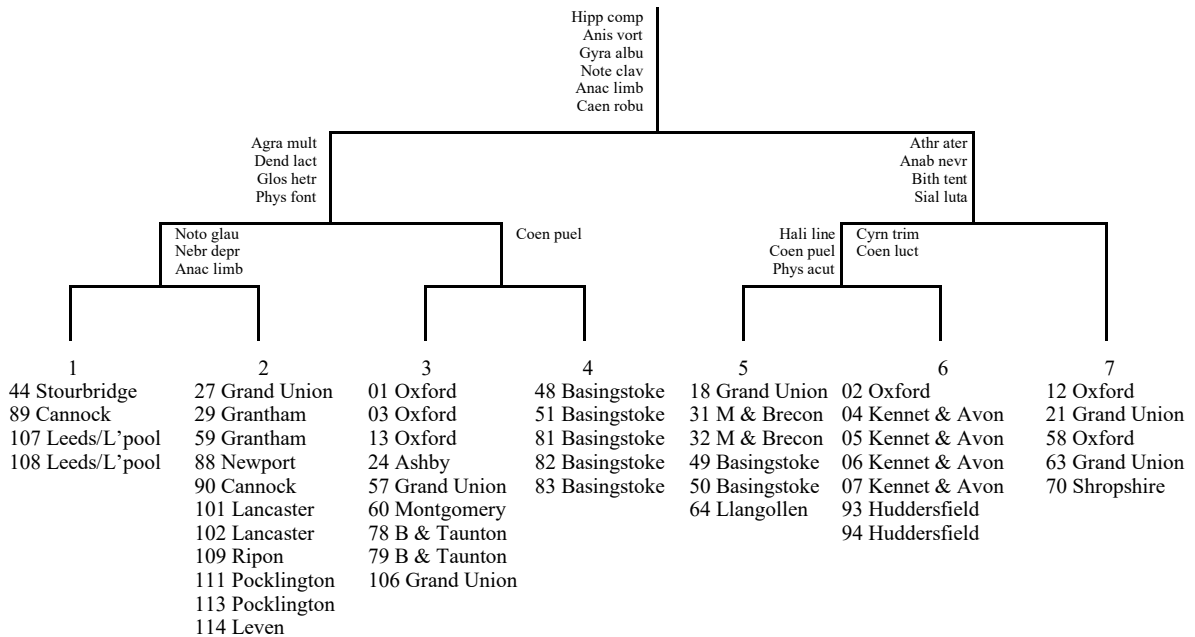 Hipp comp
Anis vort
Gyra albu
Note clav
Anac limb
Caen robu
Agra mult
Dend lact
Glos hetr
Phys font
Athr ater
Anab nevr
Bith tent
Sial luta
Noto glau
Nebr depr
Anac limb
Coen puel
Hali line
Coen puel
Phys acut
Cyrn trim
Coen luct
1
44 Stourbridge
89 Cannock
107 Leeds/L'pool
108 Leeds/L'pool
2
27 Grand Union
29 Grantham
59 Grantham
88 Newport
90 Cannock
101 Lancaster
102 Lancaster
109 Ripon
111 Pocklington
113 Pocklington
114 Leven
3
01 Oxford
03 Oxford
13 Oxford
24 Ashby
57 Grand Union
60 Montgomery
78 B & Taunton
79 B & Taunton
106 Grand Union
4
48 Basingstoke
51 Basingstoke
81 Basingstoke
82 Basingstoke
83 Basingstoke
5
18 Grand Union
31 M & Brecon
32 M & Brecon
49 Basingstoke
50 Basingstoke
64 Llangollen
6
02 Oxford
04 Kennet & Avon
05 Kennet & Avon
06 Kennet & Avon
07 Kennet & Avon
93 Huddersfield
94 Huddersfield
7
12 Oxford
21 Grand Union
58 Oxford
63 Grand Union
70 Shropshire